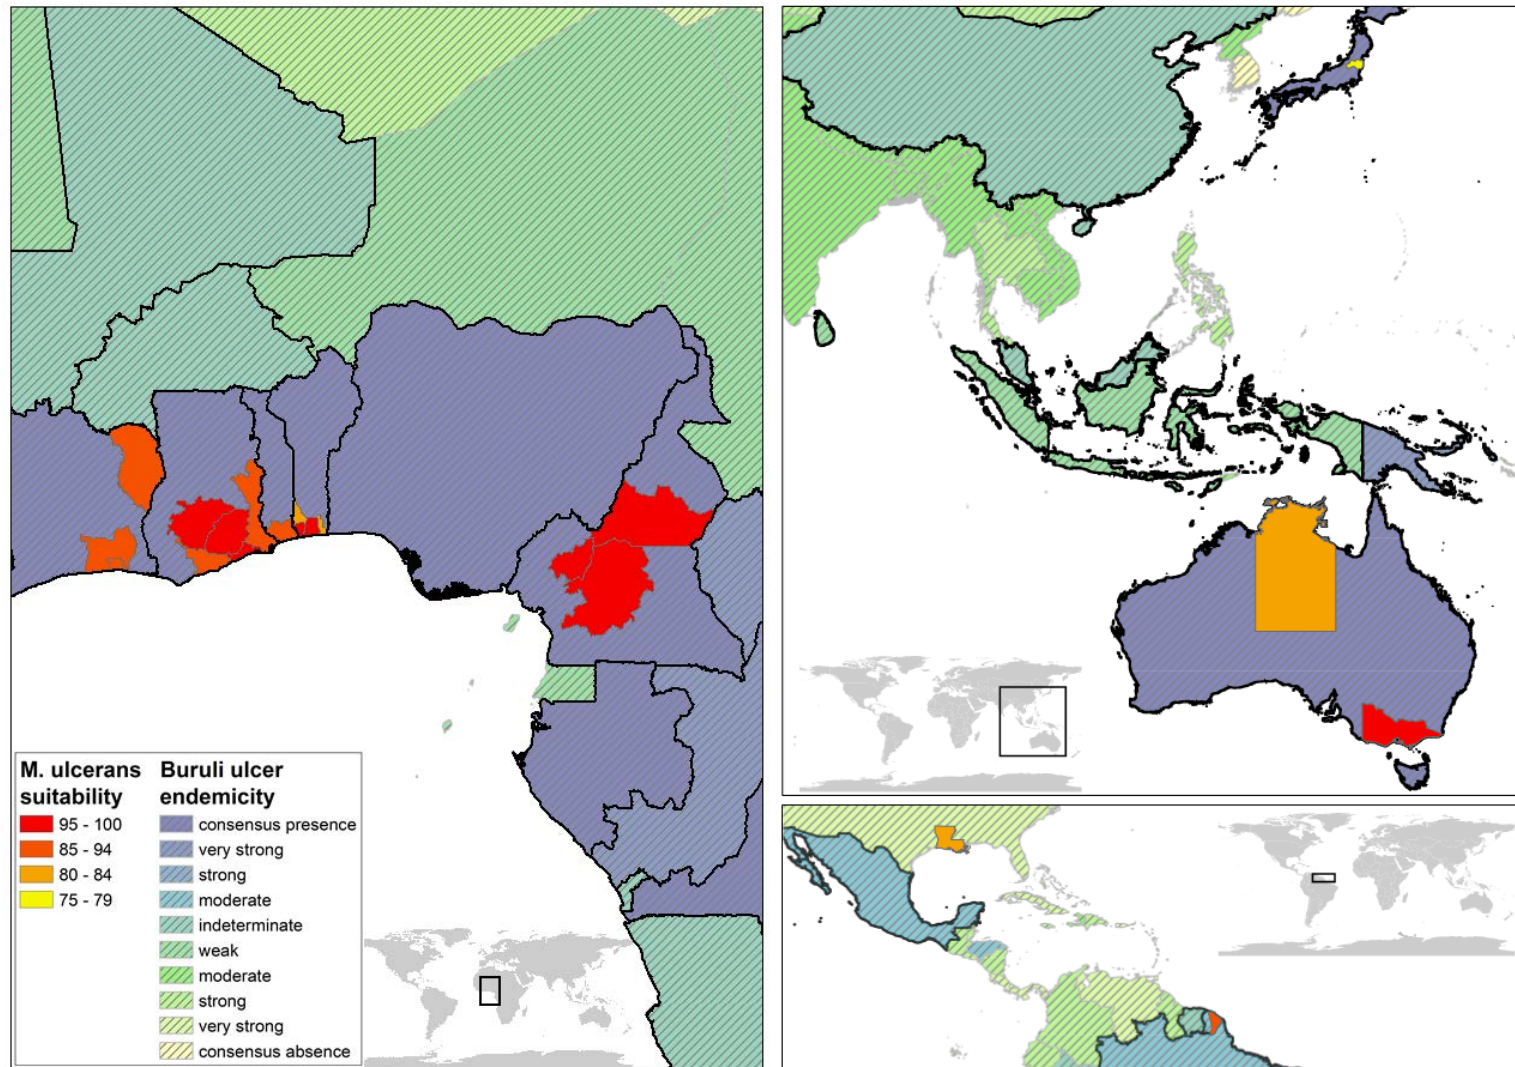 M. ulcerans suitability
95 - 100
85 - 94
80 - 84
75 - 79
Buruli ulcer endemicity
consensus presence
very strong
strong
moderate
indeterminate
weak
moderate
strong
very strong
consensus absence